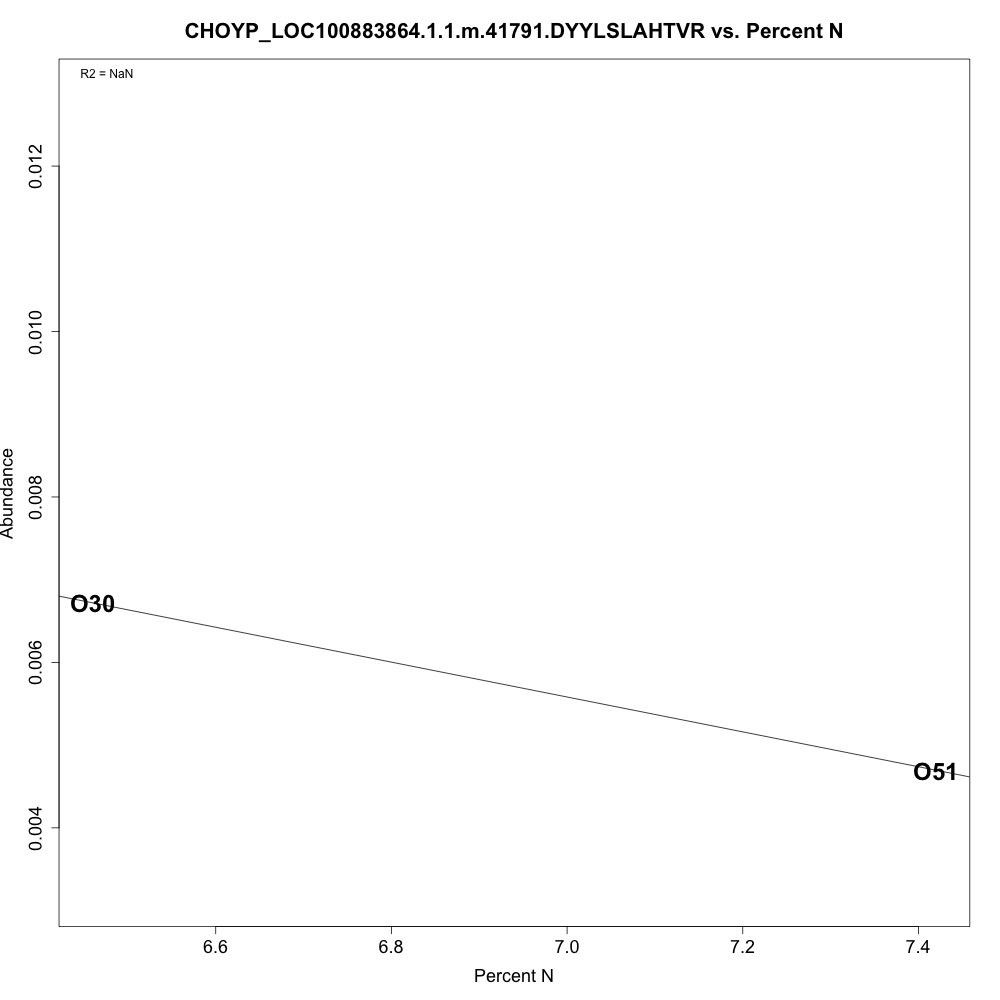 CHOYP_LOC100883864.1.1.m.41791.DYYLSLAHTVR vs. Percent N
R2 = NaN
0.012
0.010
0.008
0.006
0.004
Abundance
O30
O51
6.6
6.8
7.0
7.2
7.4
Percent N